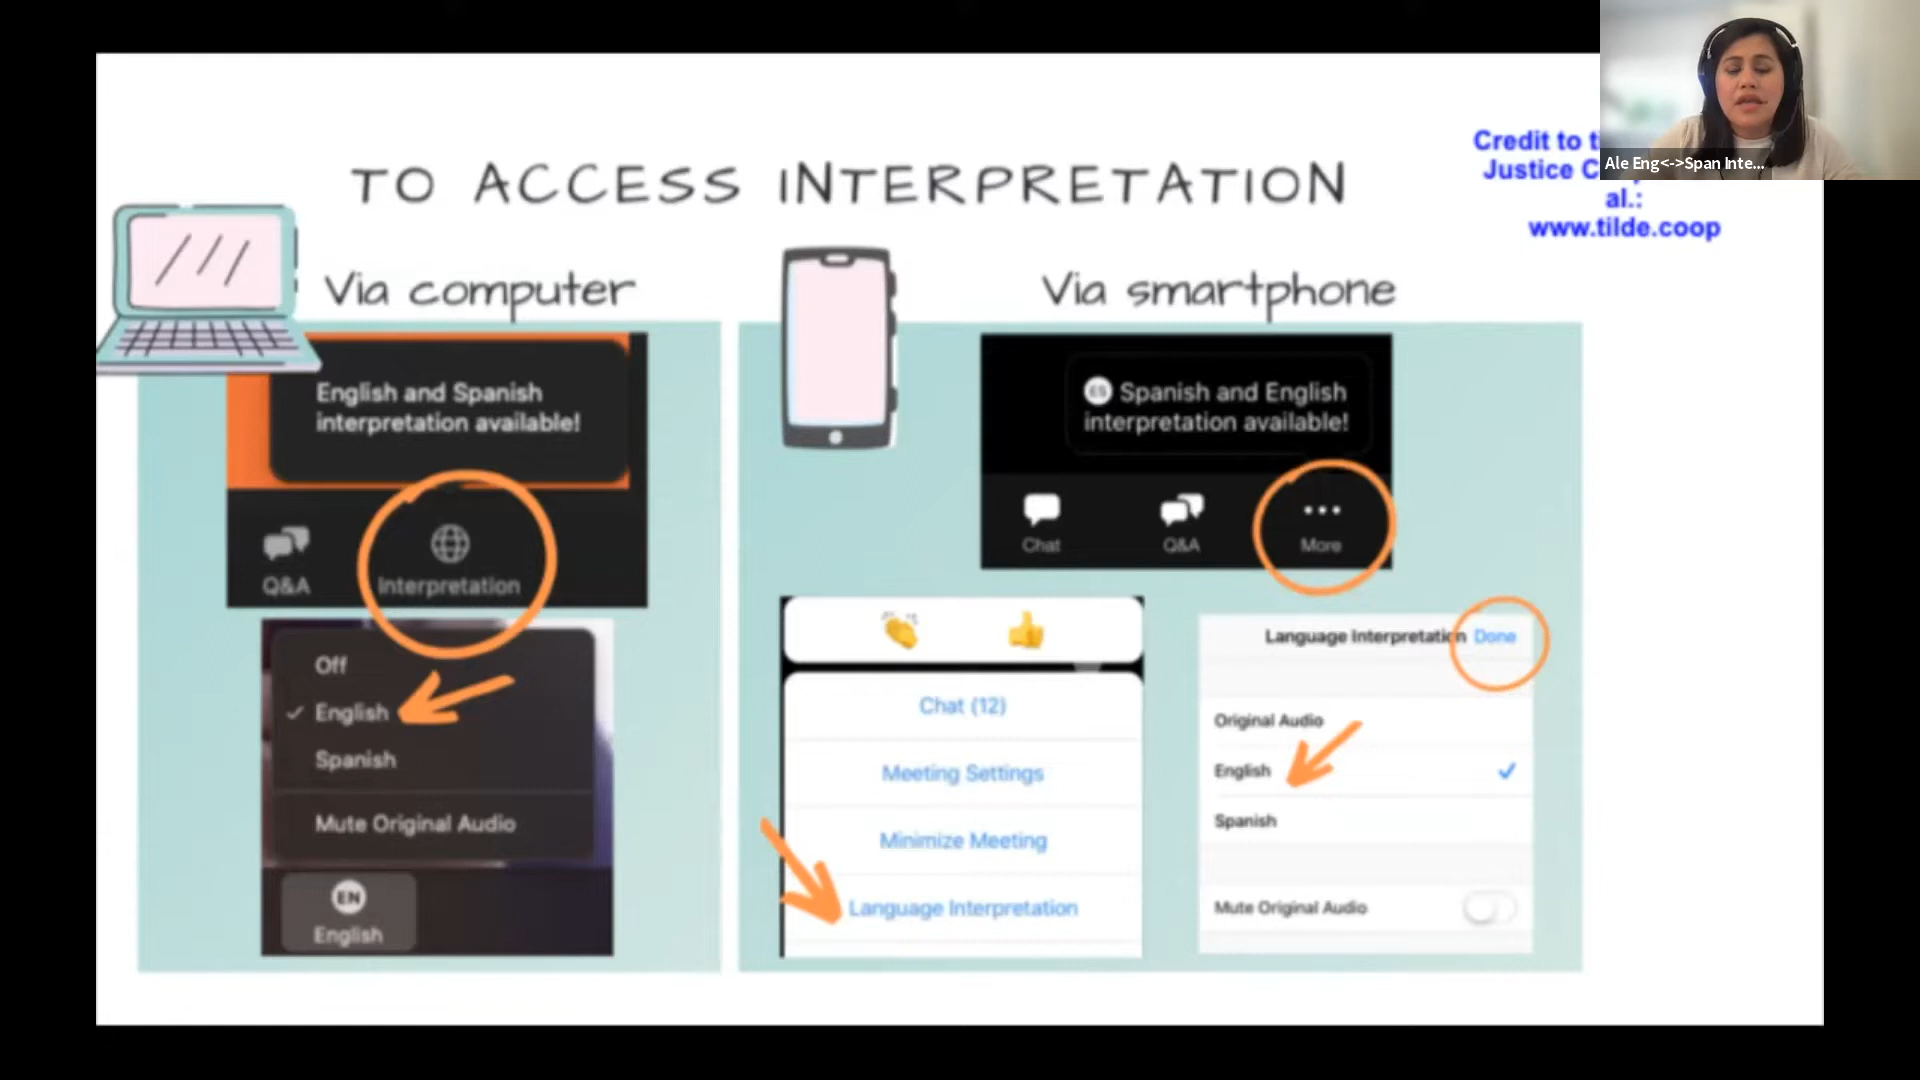 TO ACCESS INTERPRETATION
Credit to
Justice
al.:
www.tilde.coop
Ale Eng<->Span Inte...
Via computer
English and Spanish
interpretation available!
Q&A
Interpretation
Off
English
Spanish
Mute Original Audio
EN
English
Via smartphone
ES Spanish and English
interpretation available!
Chat
Q&A
More
Chat (12)
Meeting Settings
Minimize Meeting
Language Interpretation
Language Interpretation Done
Original Audio
English
Spanish
Mute Original Audio